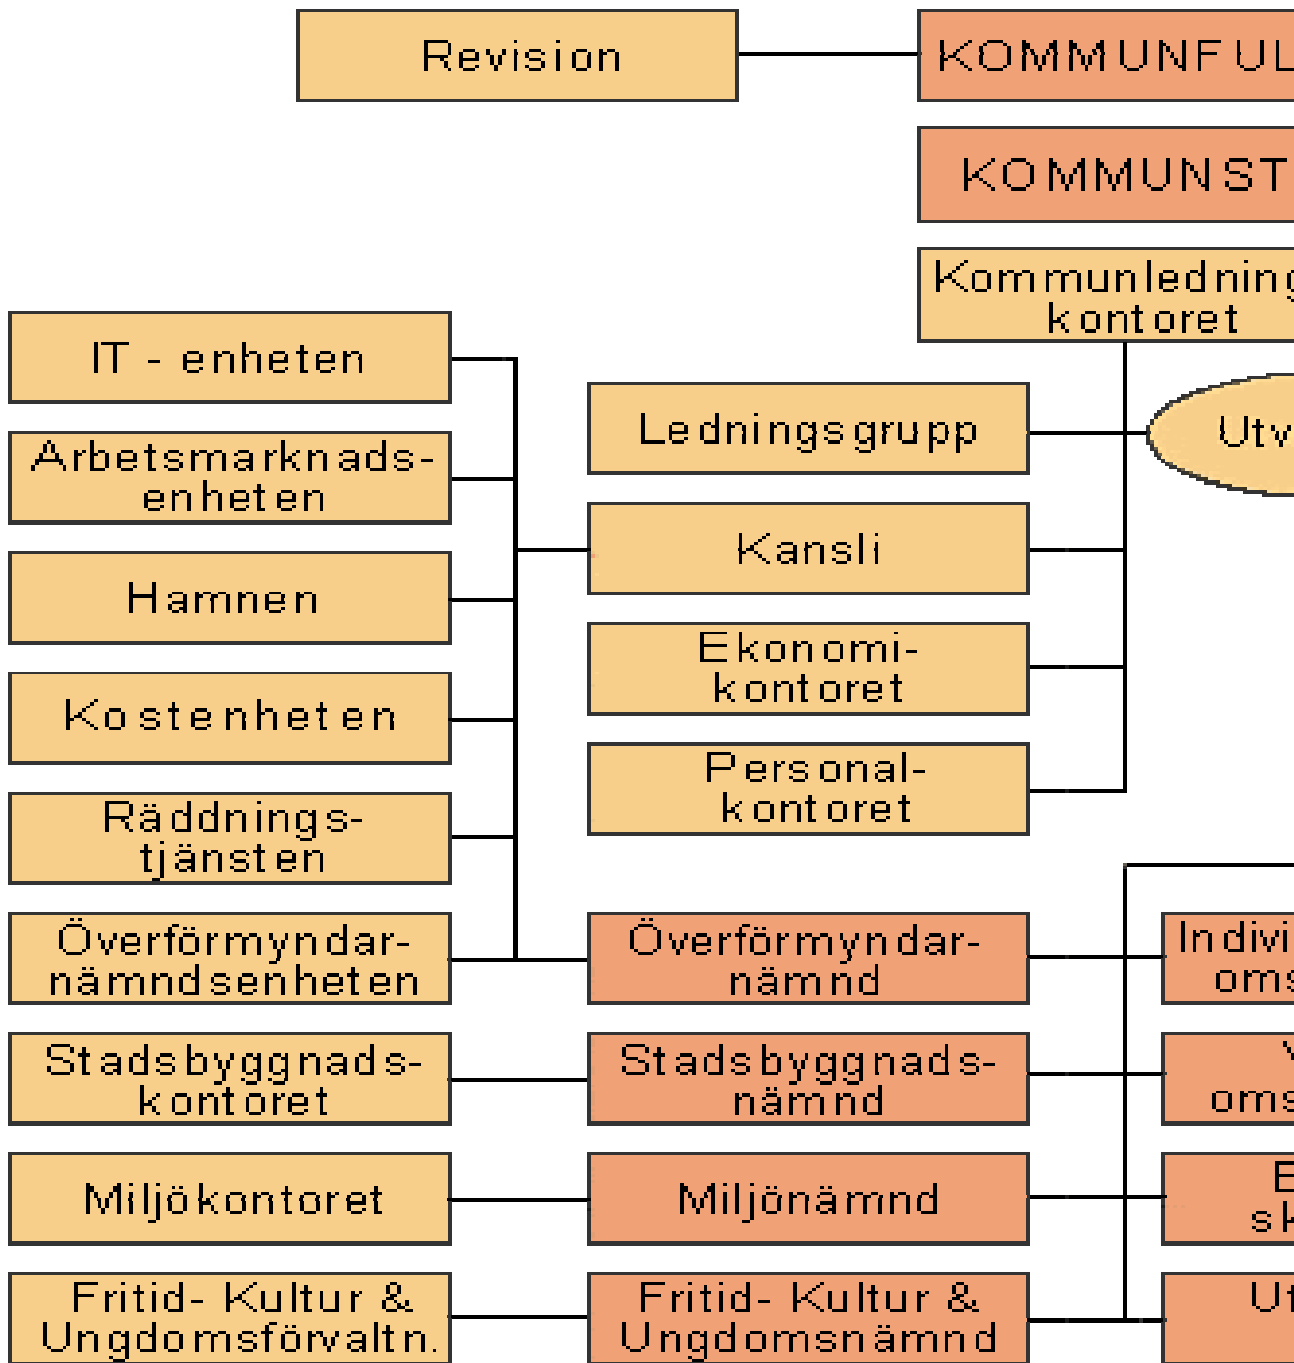 Revision
KOMMUNFUL
KOMMUNST
Kommunledning
kontoret
IT - enheten
Ledningsgrupp
Utv
Arbetsmarknads-
enheten
Kansli
Hamnen
Ekonomi-
kontoret
Kostenheten
Personal-
kontoret
Räddnings-
tjänsten
Överförmyndar-
nämndsenheten
Överförmyndar-
nämnd
Indivi
oms
Stadsbyggnads-
kontoret
Stadsbyggnads-
nämnd
oms
Miljökontoret
Miljönämnd
E
sk
Fritid- Kultur &
Ungdomsförvaltn.
Fritid- Kultur &
Ungdomsnämnd
Ut